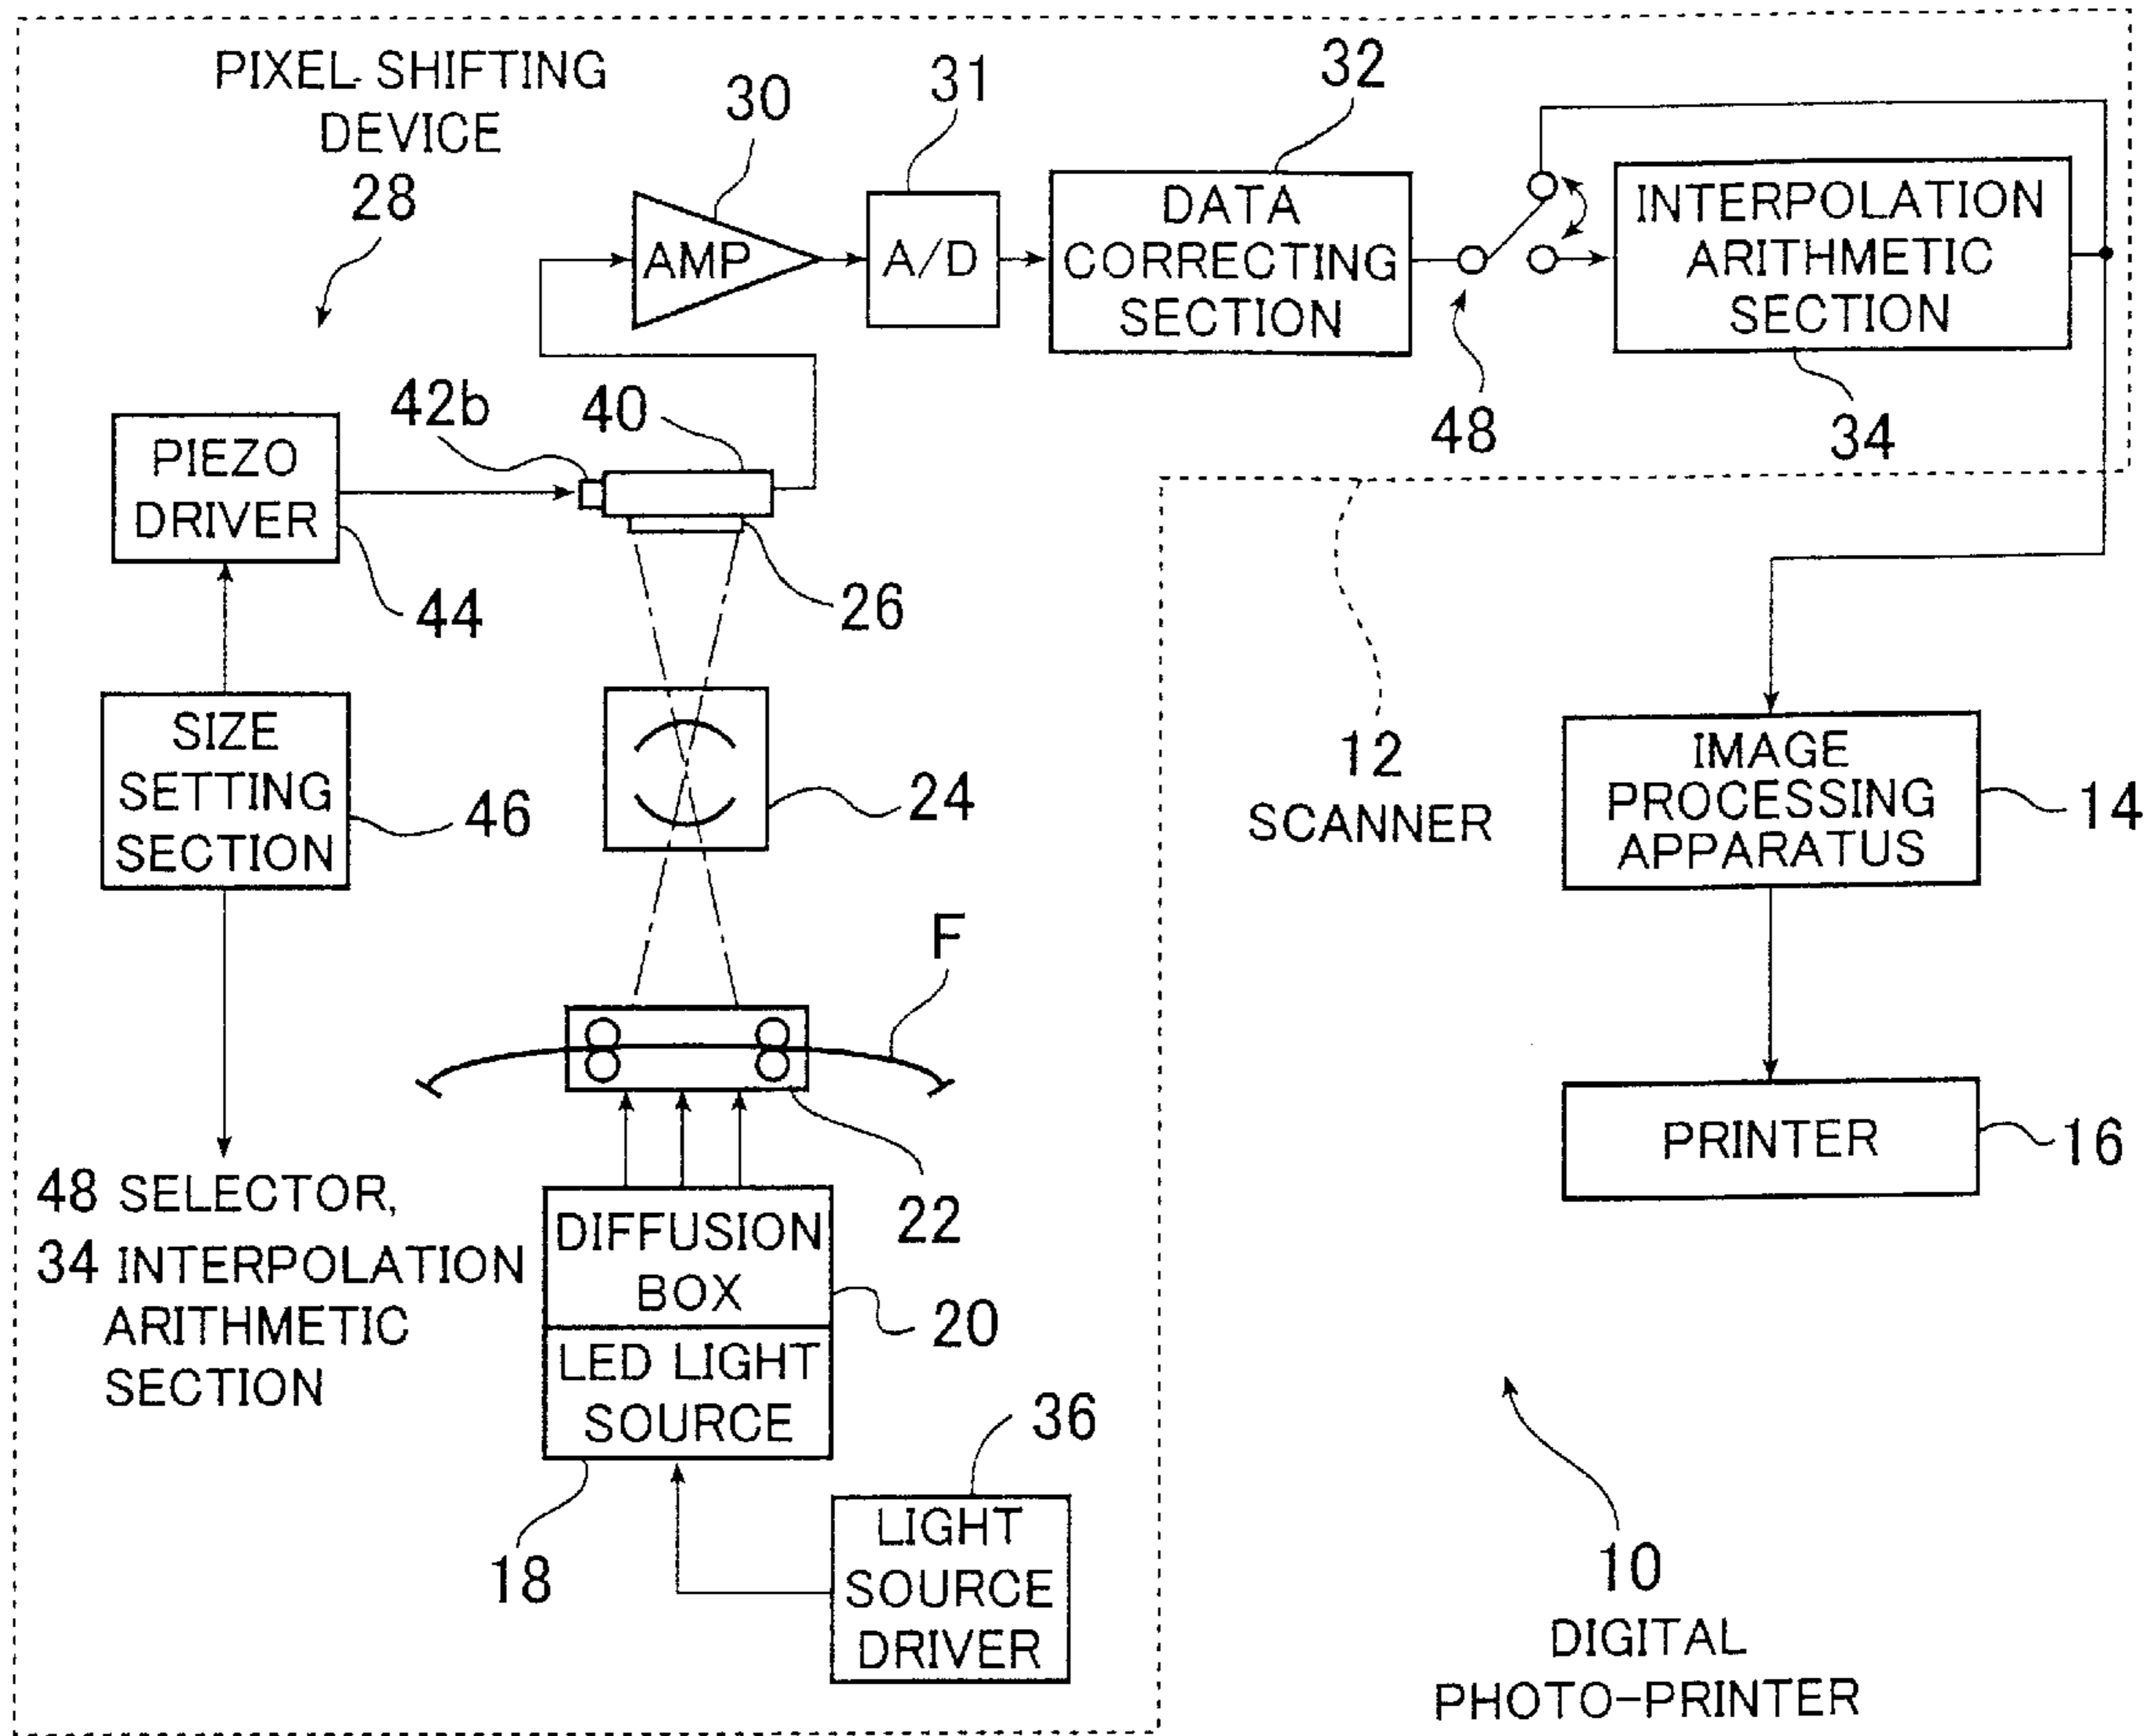 PIXEL SHIFTING
DEVICE
28
30
31
32
AMP
A/D
DATA
CORRECTING
SECTION
INTERPOLATION
ARITHMETIC
SECTION
48
34
42b
40
PIEZO
DRIVER
44
26
SIZE
SETTING
SECTION
46
24
12
SCANNER
IMAGE
PROCESSING
APPARATUS
14
F
PRINTER
16
48 SELECTOR,
34 INTERPOLATION
ARITHMETIC
SECTION
22
DIFFUSION
BOX
20
LED LIGHT
SOURCE
18
36
LIGHT
SOURCE
DRIVER
10
DIGITAL
PHOTO-PRINTER